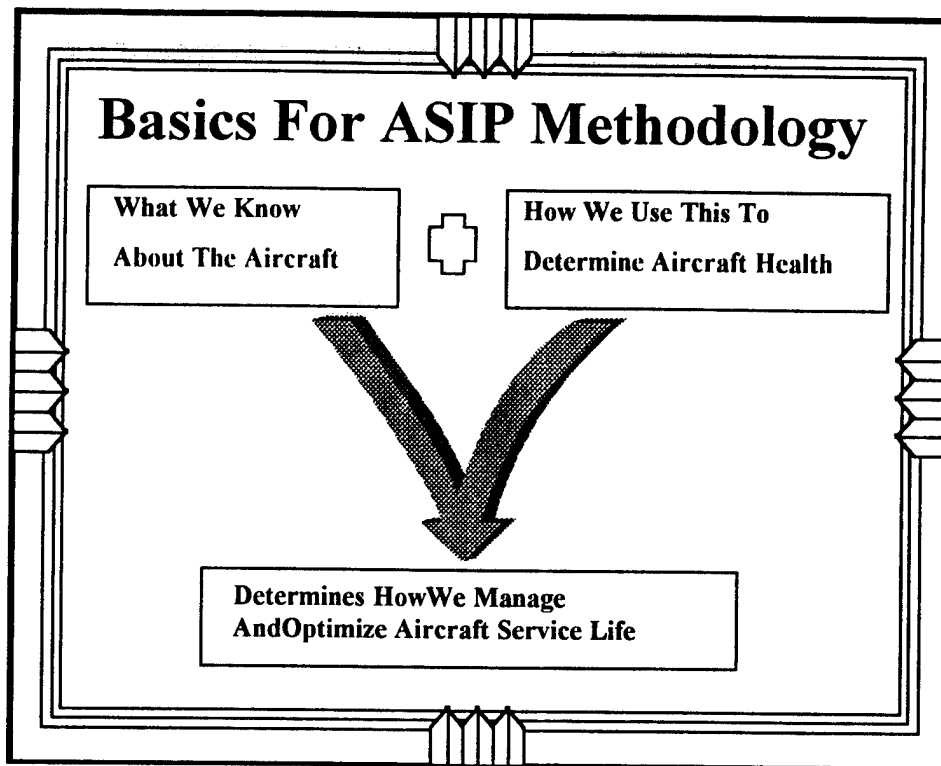 Basics For ASIP Methodology
What We Know
About The Aircraft
How We Use This To
Determine Aircraft Health
Determines HowWe Manage
AndOptimize Aircraft Service Life